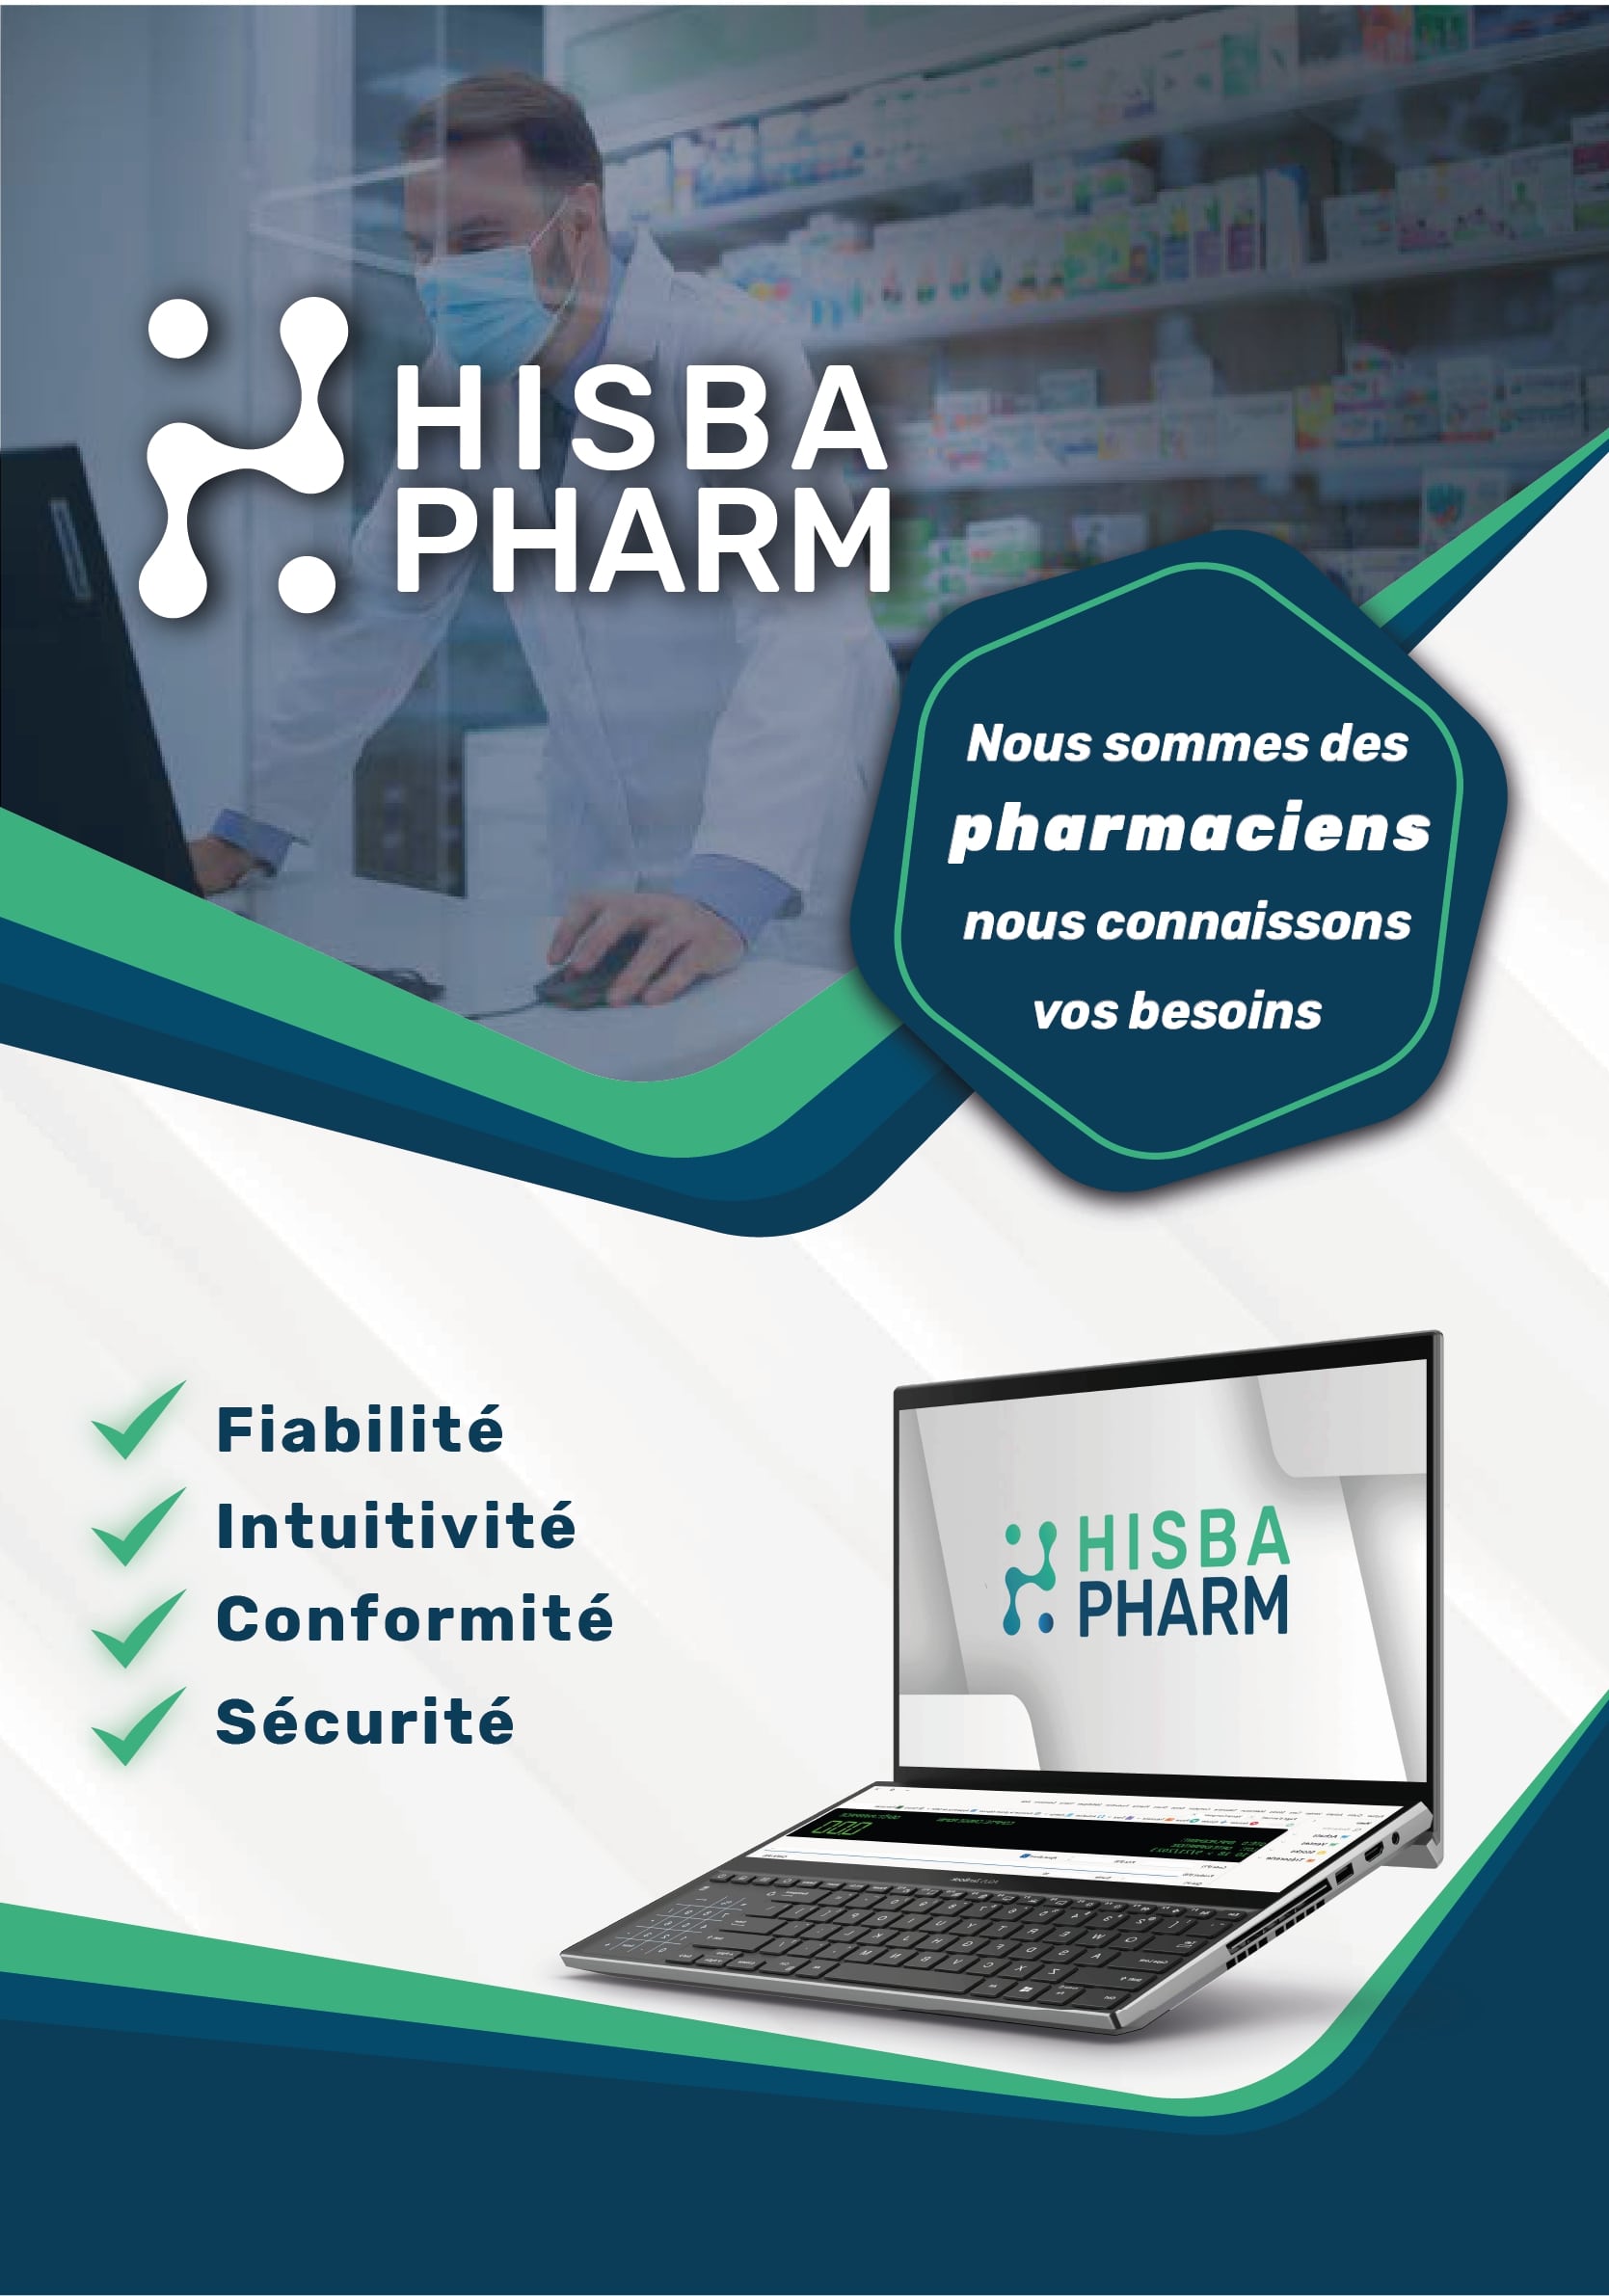 HISBA
PHARM
Nous sommes des
pharmaciens
nous connaissons
vos besoins
Fiabilité
Intuitivité
Conformité
Sécurité
HISBA
PHARM